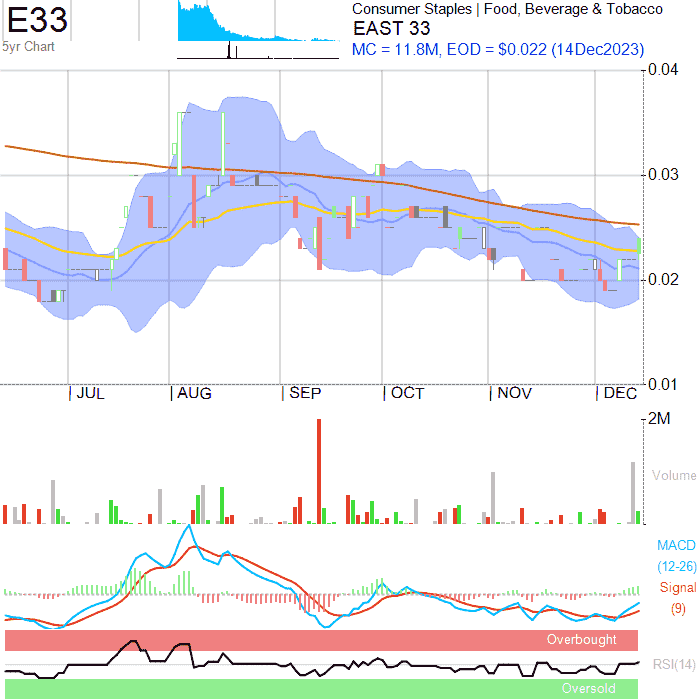 E33
5yr Chart
Consumer Staples | Food, Beverage & Tobacco
EAST 33
MC = 11.8M, EOD = $0.022 (14Dec2023)
0.04
0.03
0.02
0.01
JUL AUG SEP OCT NOV DEC
2M
Volume
MACD
(12-26)
Signal
(9)
Overbought
RSI(14)
Oversold